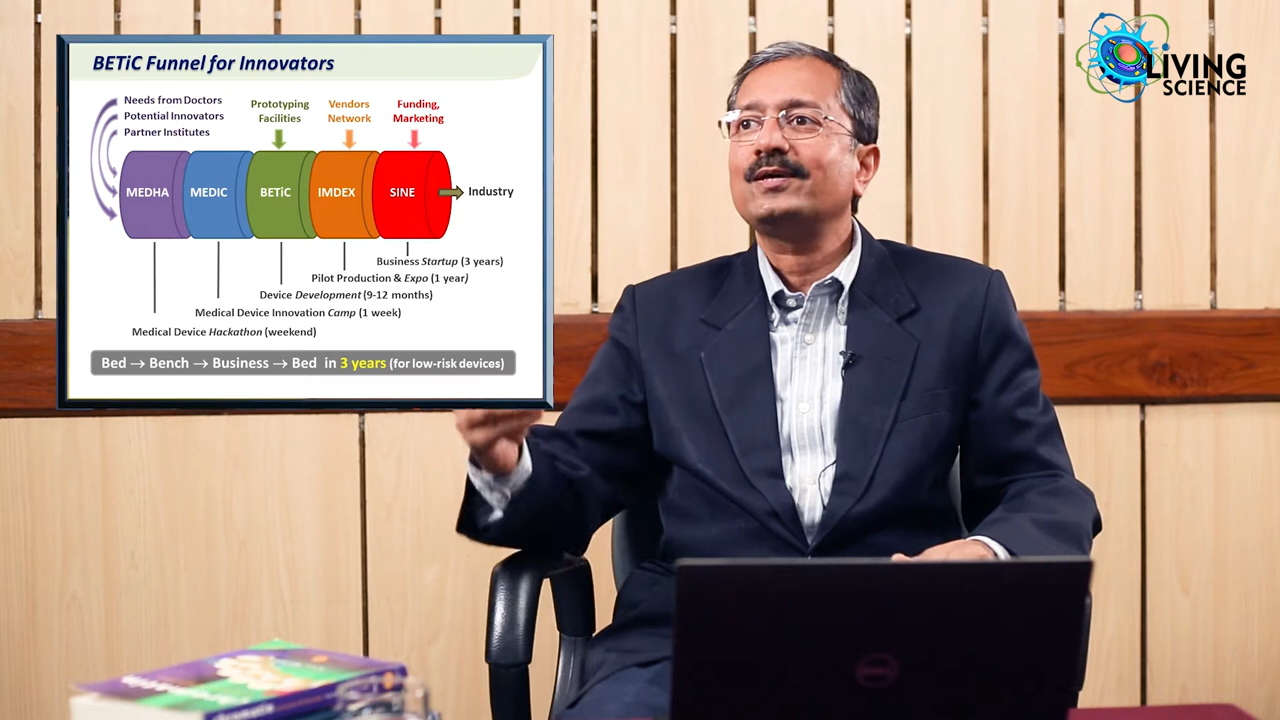 BETiC Funnel for Innovators
Needs from Doctors
Potential Innovators
Partner Institutes
Prototyping
Facilities
Vendors
Network
Funding,
Marketing
MEDHA
MEDIC
BETiC
IMDEX
SINE
Industry
Business Startup (3 years)
Pilot Production & Expo (1 year)
Device Development (9-12 months)
Medical Device Innovation Camp (1 week)
Medical Device Hackathon (weekend)
Bed → Bench → Business → Bed in 3 years (for low-risk devices)
LIVING
SCIENCE
DELL